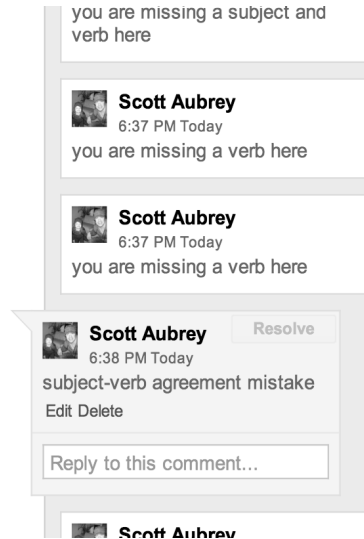 you are missing a subject and
verb here
Scott Aubrey
6:37 PM Today
you are missing a verb here
Scott Aubrey
6:37 PM Today
you are missing a verb here
Scott Aubrey
Resolve
6:38 PM Today
subject-verb agreement mistake
Edit Delete
Reply to this comment...
Scott Aubrey